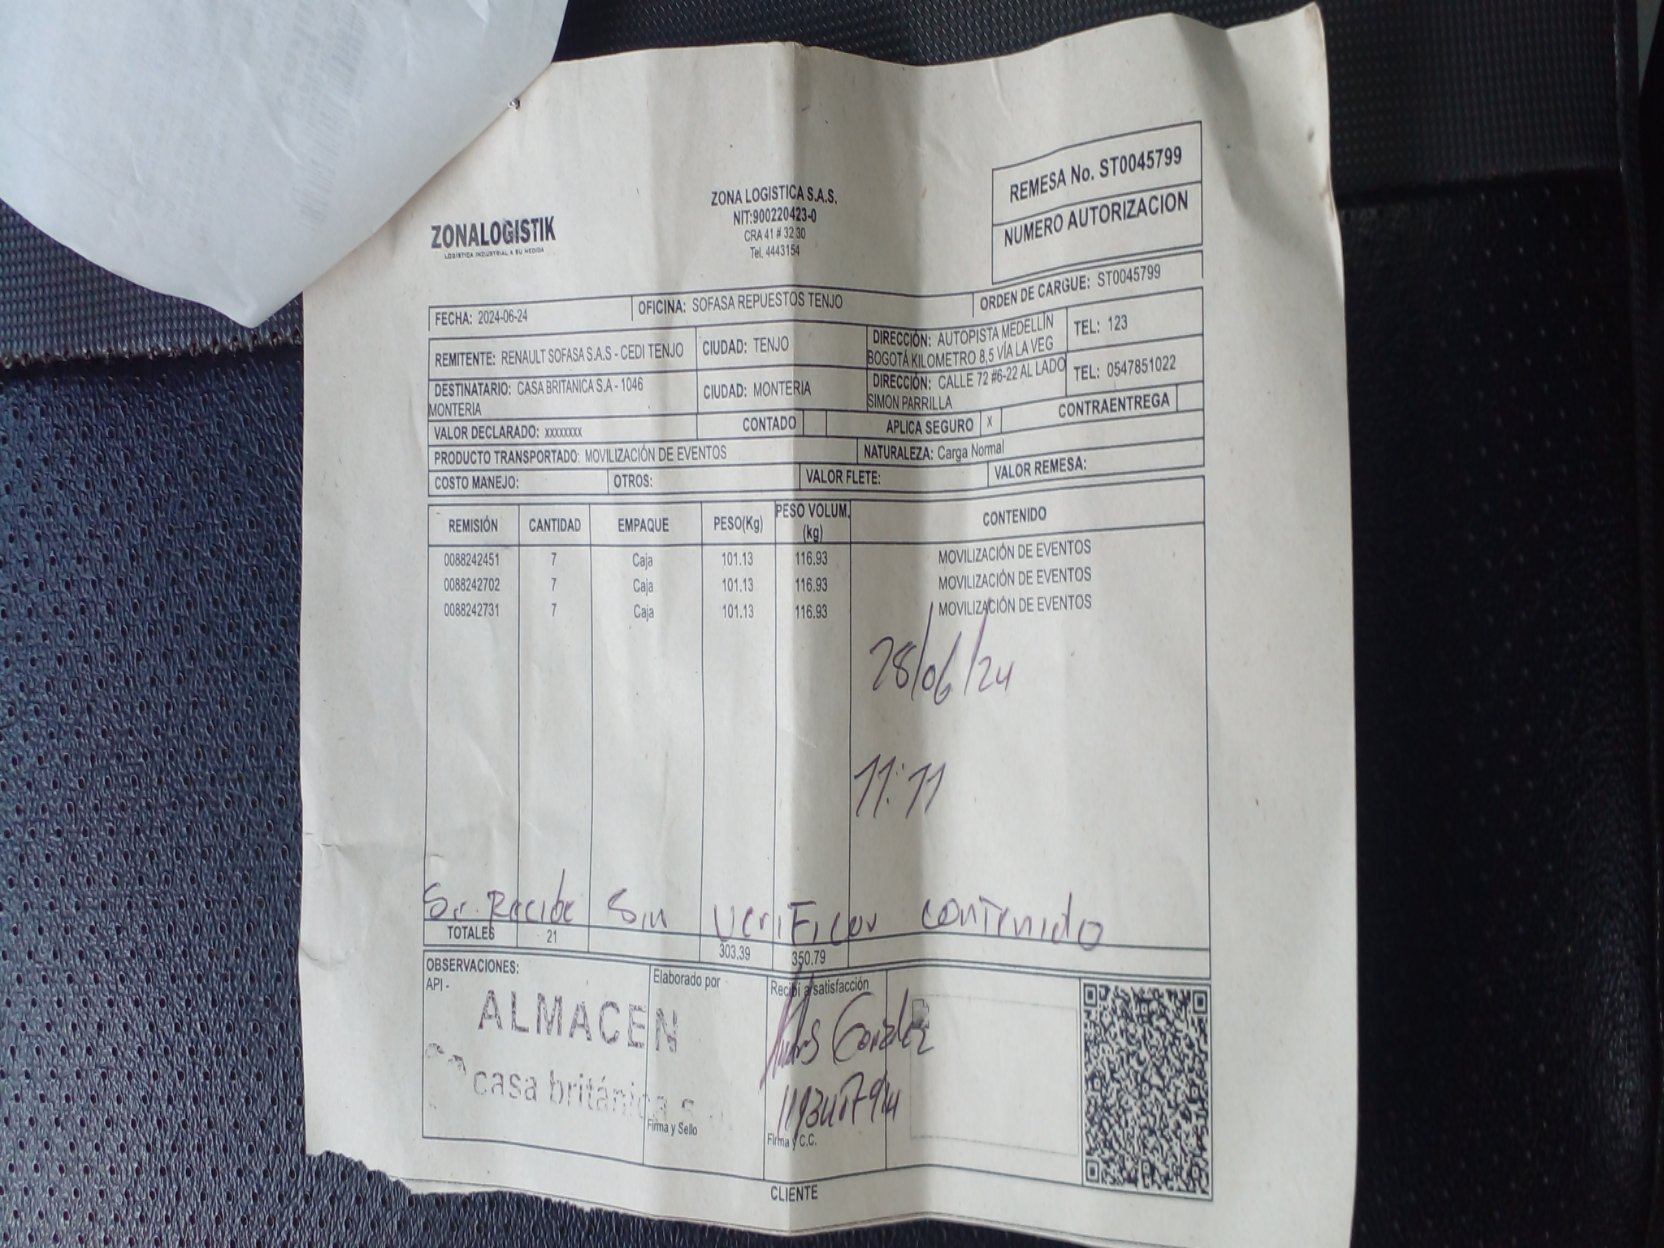 ZONALOGISTIK
LOGÍSTICA INDUSTRIAL A SU MEDIDA
ZONA LOGISTICA S.A.S.
NIT:900220423-0
CRA 41 # 32 30
Tel. 4443154
REMESA No. ST0045799
NUMERO AUTORIZACION
FECHA: 2024-06-24 OFICINA: SOFASA REPUESTOS TENJO ORDEN DE CARGUE: ST0045799
REMITENTE: RENAULT SOFASA S.A.S - CEDI TENJO CIUDAD: TENJO DIRECCIÓN: AUTOPISTA MEDELLÍN BOGOTÁ KILOMETRO 8,5 VÍA LA VEG TEL: 123
DESTINATARIO: CASA BRITANICA S.A - 1046 MONTERIA CIUDAD: MONTERIA DIRECCIÓN: CALLE 72 #6-22 AL LADO SIMON PARRILLA TEL: 0547851022
VALOR DECLARADO: xxxxxxxx CONTADO APLICA SEGURO X CONTRAENTREGA
PRODUCTO TRANSPORTADO: MOVILIZACIÓN DE EVENTOS NATURALEZA: Carga Normal
COSTO MANEJO: OTROS: VALOR FLETE: VALOR REMESA:
REMISIÓN CANTIDAD EMPAQUE PESO(Kg) PESO VOLUM. (kg) CONTENIDO
0088242451 7 Caja 101.13 116.93 MOVILIZACIÓN DE EVENTOS
0088242702 7 Caja 101.13 116.93 MOVILIZACIÓN DE EVENTOS
0088242731 7 Caja 101.13 116.93 MOVILIZACIÓN DE EVENTOS
28/06/24
11:11
Se Recibe Sin verificar contenido
TOTALES 21 303.39 350.79
OBSERVACIONES:
API -
Elaborado por
Recibí a satisfacción
ALMACEN
casa británica s
González
Firma y Sello
Firma y C.C.
CLIENTE